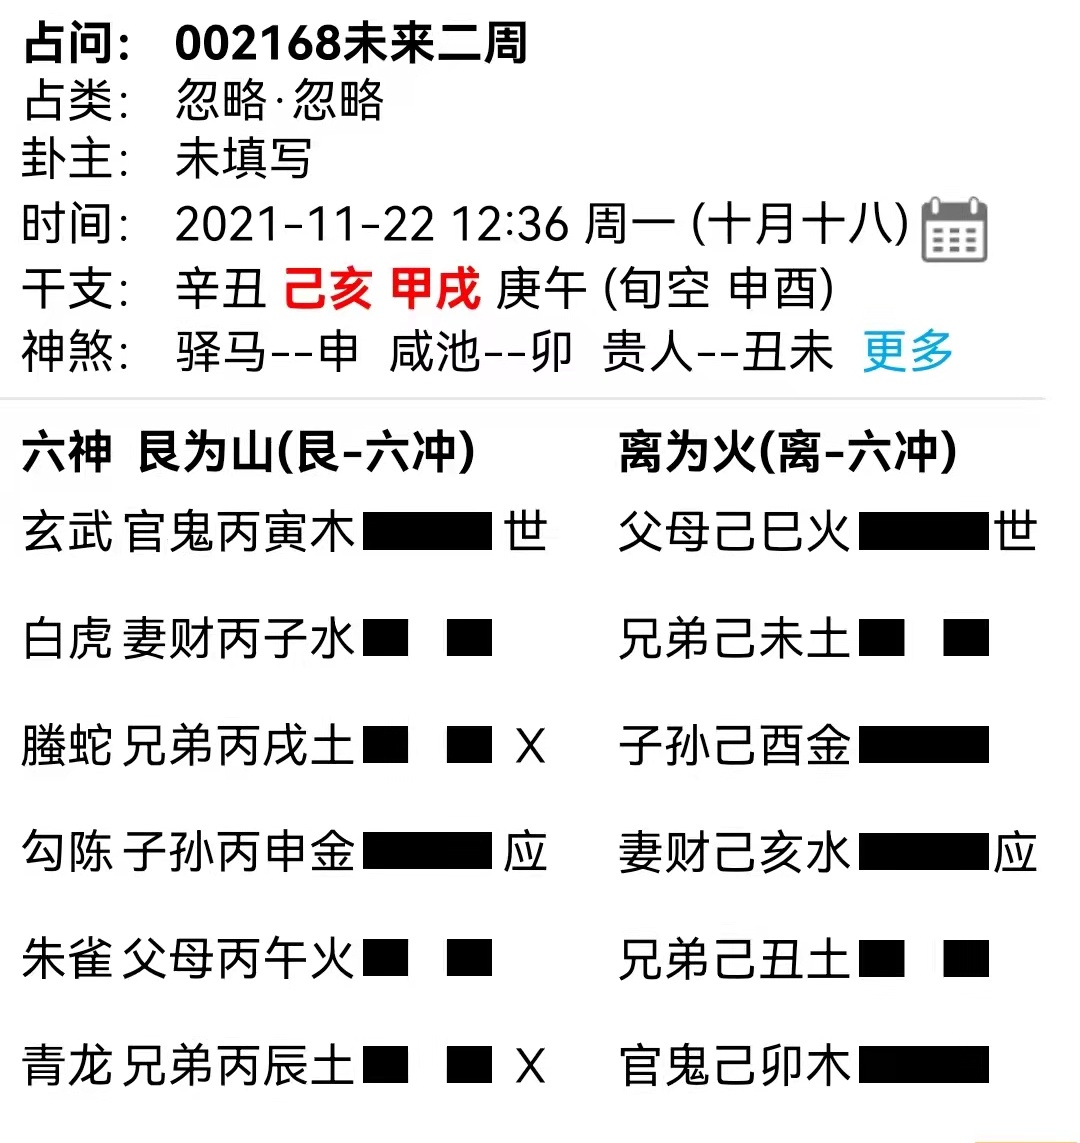 占问： 002168未来二周
占类： 忽略·忽略
卦主： 未填写
时间： 2021-11-22 12:36 周一 (十月十八)
干支： 辛丑 己亥 甲戌 庚午 (旬空 申酉)
神煞： 驿马--申 咸池--卯 贵人--丑未 更多
六神 艮为山(艮-六冲) 离为火(离-六冲)
玄武 官鬼丙寅木 世 父母己巳火 世
白虎 妻财丙子水 兄弟己未土
螣蛇 兄弟丙戌土 X 子孙己酉金
勾陈 子孙丙申金 应 妻财己亥水 应
朱雀 父母丙午火 兄弟己丑土
青龙 兄弟丙辰土 X 官鬼己卯木